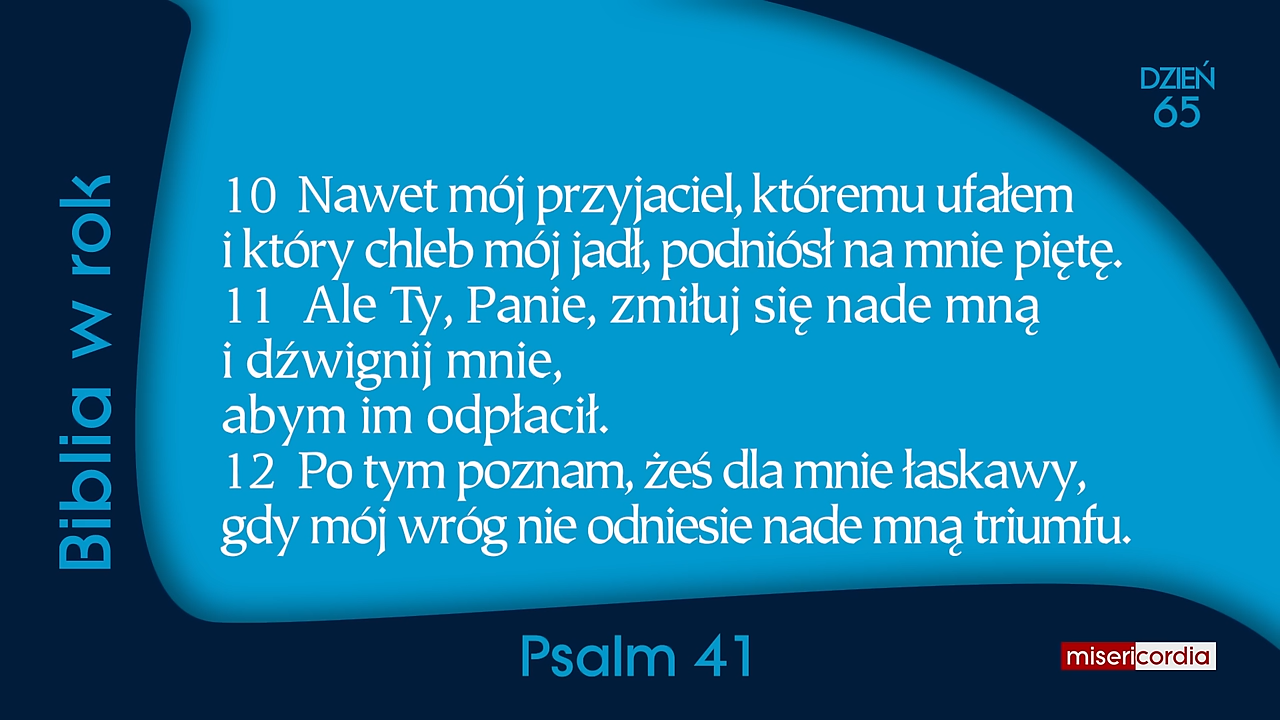 DZIEŃ
65
Biblia w rok
10 Nawet mój przyjaciel, któremu ufałem
i który chleb mój jadł, podniósł na mnie piętę.
11 Ale Ty, Panie, zmiłuj się nade mną
i dźwignij mnie,
abym im odpłacił.
12 Po tym poznam, żeś dla mnie łaskawy,
gdy mój wróg nie odniesie nade mną triumfu.
Psalm 41
misericordia